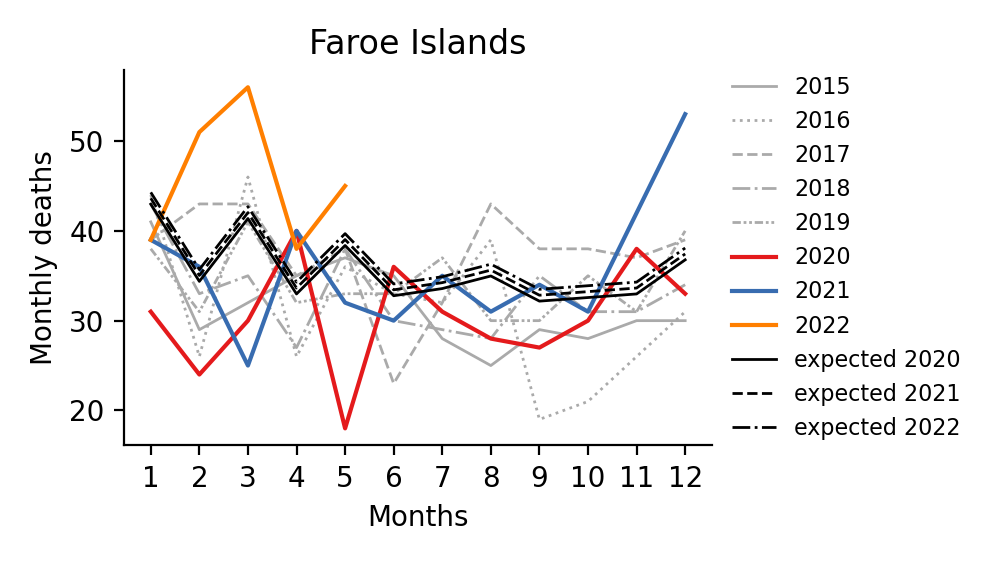 Faroe Islands
Monthly deaths
50
40
30
20
1 2 3 4 5 6 7 8 9 10 11 12
Months
2015
2016
2017
2018
2019
2020
2021
2022
expected 2020
expected 2021
expected 2022